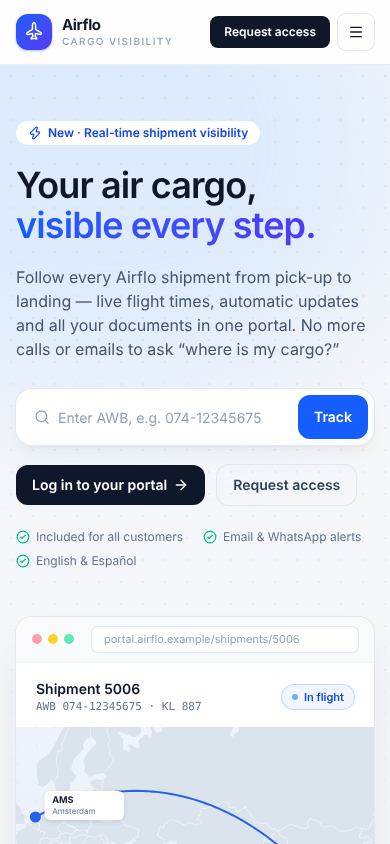 Airflo
CARGO VISIBILITY
Request access
New · Real-time shipment visibility
Your air cargo,
visible every step.
Follow every Airflo shipment from pick-up to
landing — live flight times, automatic updates
and all your documents in one portal. No more
calls or emails to ask “where is my cargo?”
Enter AWB, e.g. 074-12345675
Track
Log in to your portal
Request access
Included for all customers
Email & WhatsApp alerts
English & Español
portal.airflo.example/shipments/5006
Shipment 5006
AWB 074-12345675 · KL 887
In flight
AMS
Amsterdam